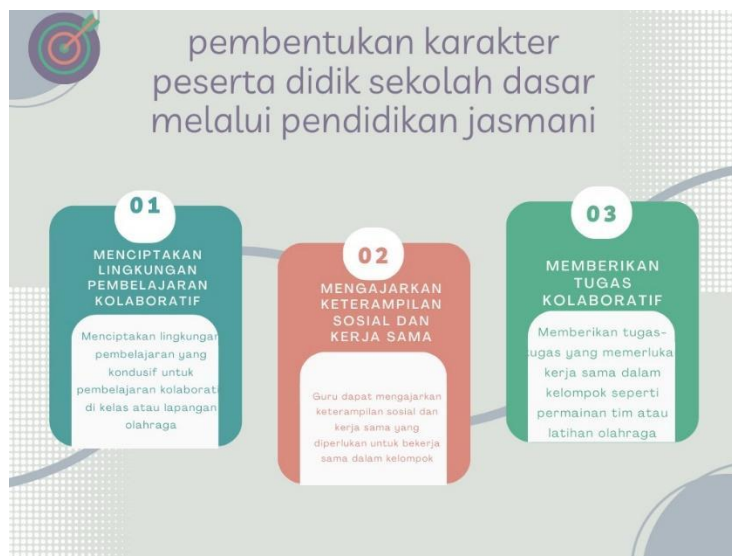 pembentukan karakter
peserta didik sekolah dasar
melalui pendidikan jasmani
01
MENCIPTAKAN
LINGKUNGAN
PEMBELAJARAN
KOLABORATIF
Menciptakan lingkungan
pembelajaran yang
kondusif untuk
pembelajaran kolaborati
di kelas atau lapangan
olahraga
02
MENGAJARKAN
KETERAMPILAN
SOSIAL DAN
KERJA SAMA
Guru dapat mengajarkan
keterampilan sosial dan
kerja sama yang
diperlukan untuk bekerja
sama dalam kelompok
03
MEMBERIKAN
TUGAS
KOLABORATIF
Memberikan tugas-
tugas yang memerluka
kerja sama dalam
kelompok seperti
permainan tim atau
latihan olahraga